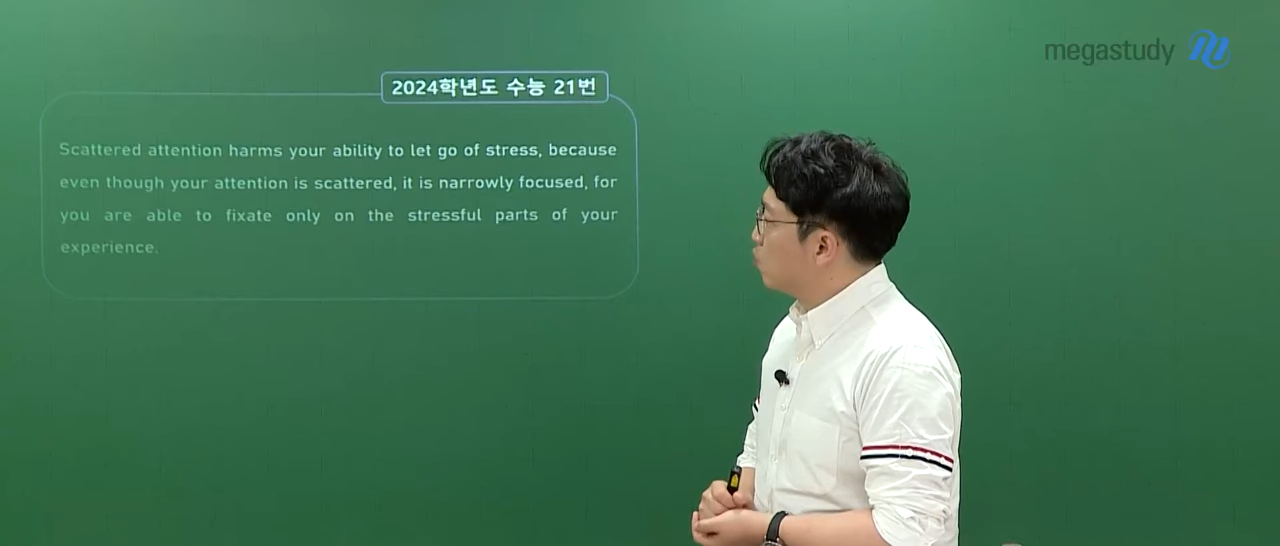 megastudy
2024학년도 수능 21번
Scattered attention harms your ability to let go of stress, because
even though your attention is scattered, it is narrowly focused, for
you are able to fixate only on the stressful parts of your
experience.